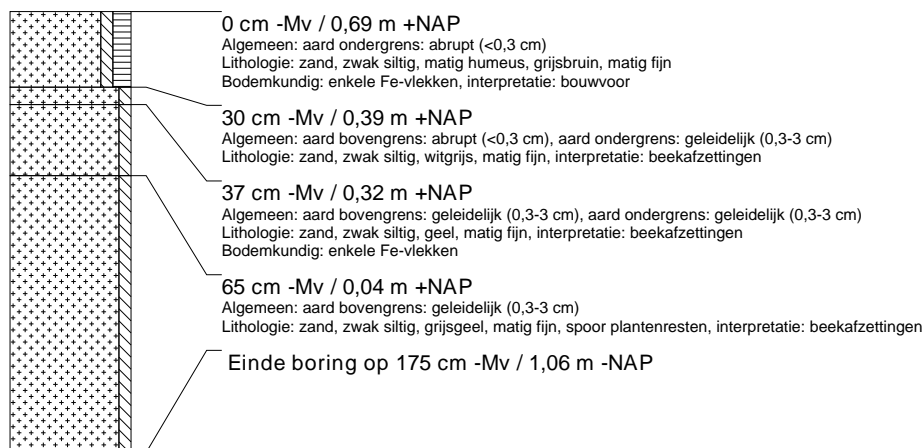 0 cm -Mv / 0,69 m +NAP
Algemeen: aard ondergrens: abrupt (<0,3 cm)
Lithologie: zand, zwak siltig, matig humeus, grijsbruin, matig fijn
Bodemkundig: enkele Fe-vlekken, interpretatie: bouwvoor
30 cm -Mv / 0,39 m +NAP
Algemeen: aard bovengrens: abrupt (<0,3 cm), aard ondergrens: geleidelijk (0,3-3 cm)
Lithologie: zand, zwak siltig, witgrijs, matig fijn, interpretatie: beekafzettingen
37 cm -Mv / 0,32 m +NAP
Algemeen: aard bovengrens: geleidelijk (0,3-3 cm), aard ondergrens: geleidelijk (0,3-3 cm)
Lithologie: zand, zwak siltig, geel, matig fijn, interpretatie: beekafzettingen
Bodemkundig: enkele Fe-vlekken
65 cm -Mv / 0,04 m +NAP
Algemeen: aard bovengrens: geleidelijk (0,3-3 cm)
Lithologie: zand, zwak siltig, grijsgeel, matig fijn, spoor plantenresten, interpretatie: beekafzettingen
Einde boring op 175 cm -Mv / 1,06 m -NAP